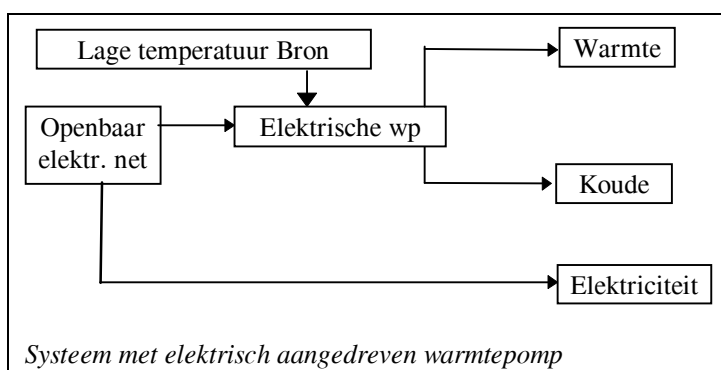 Lage temperatuur Bron
Warmte
Openbaar
elektr. net
Elektrische wp
Koude
Elektriciteit
Systeem met elektrisch aangedreven warmtepomp